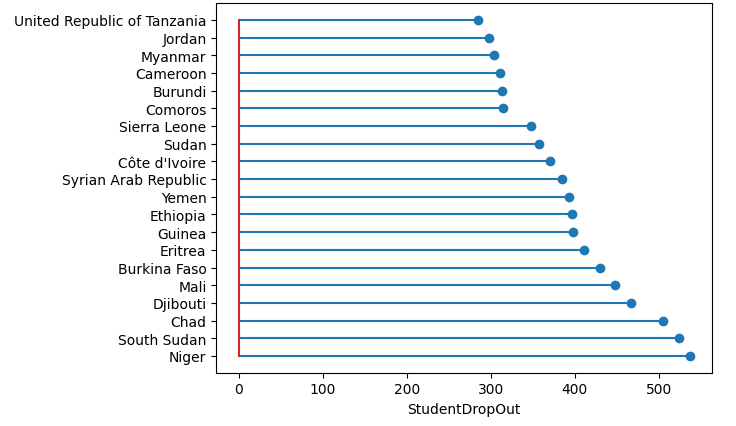 United Republic of Tanzania
Jordan
Myanmar
Cameroon
Burundi
Comoros
Sierra Leone
Sudan
Côte d'Ivoire
Syrian Arab Republic
Yemen
Ethiopia
Guinea
Eritrea
Burkina Faso
Mali
Djibouti
Chad
South Sudan
Niger
0 100 200 300 400 500
StudentDropOut